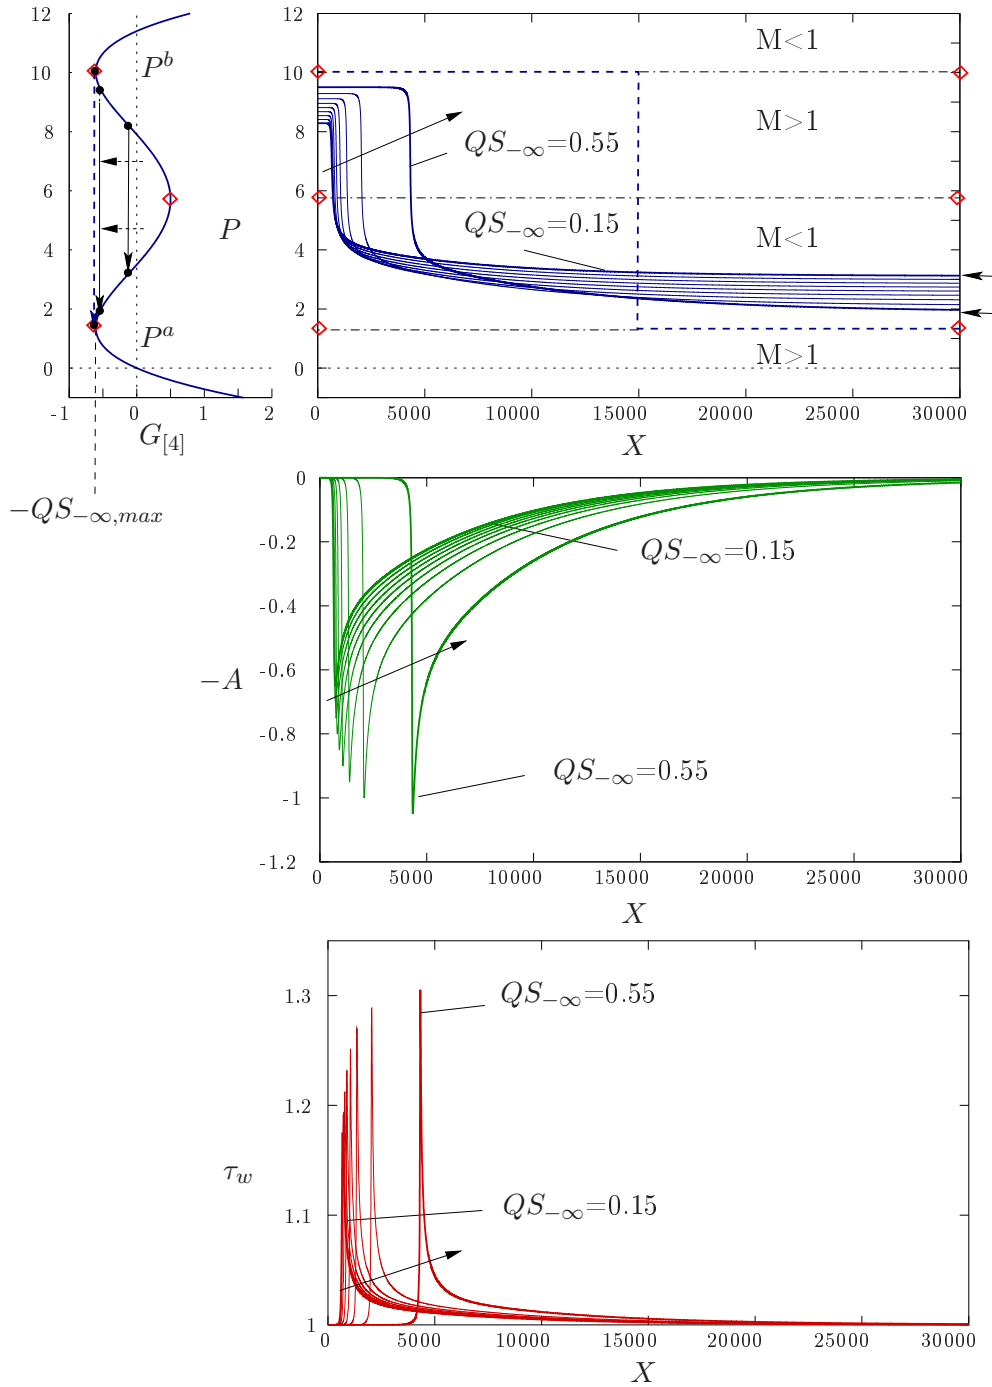 12
10
8
6
4
2
0
-1
0
1
2
P^b
P
P^a
G_[4]
-QS_{-∞,max}
12
10
8
6
4
2
0
0
5000
10000
15000
20000
25000
30000
X
M<1
M>1
QS_{-∞}=0.55
QS_{-∞}=0.15
M<1
M>1
0
-0.2
-0.4
-0.6
-0.8
-1
-1.2
-A
QS_{-∞}=0.15
QS_{-∞}=0.55
0
5000
10000
15000
20000
25000
30000
X
1.3
1.2
1.1
1
τ_w
QS_{-∞}=0.55
QS_{-∞}=0.15
0
5000
10000
15000
20000
25000
30000
X